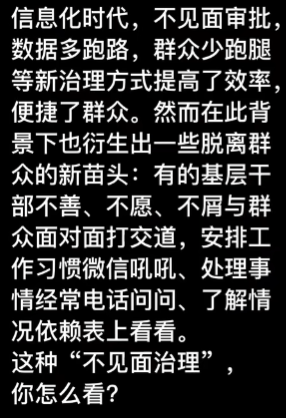 信息化时代，不见面审批，
数据多跑路，群众少跑腿
等新治理方式提高了效率，
便捷了群众。然而在此背
景下也衍生出一些脱离群
众的新苗头：有的基层干
部不善、不愿、不屑与群
众面对面打交道，安排工
作习惯微信吼吼、处理事
情经常电话问问、了解情
况依赖表上看看。
这种“不见面治理”，
你怎么看？